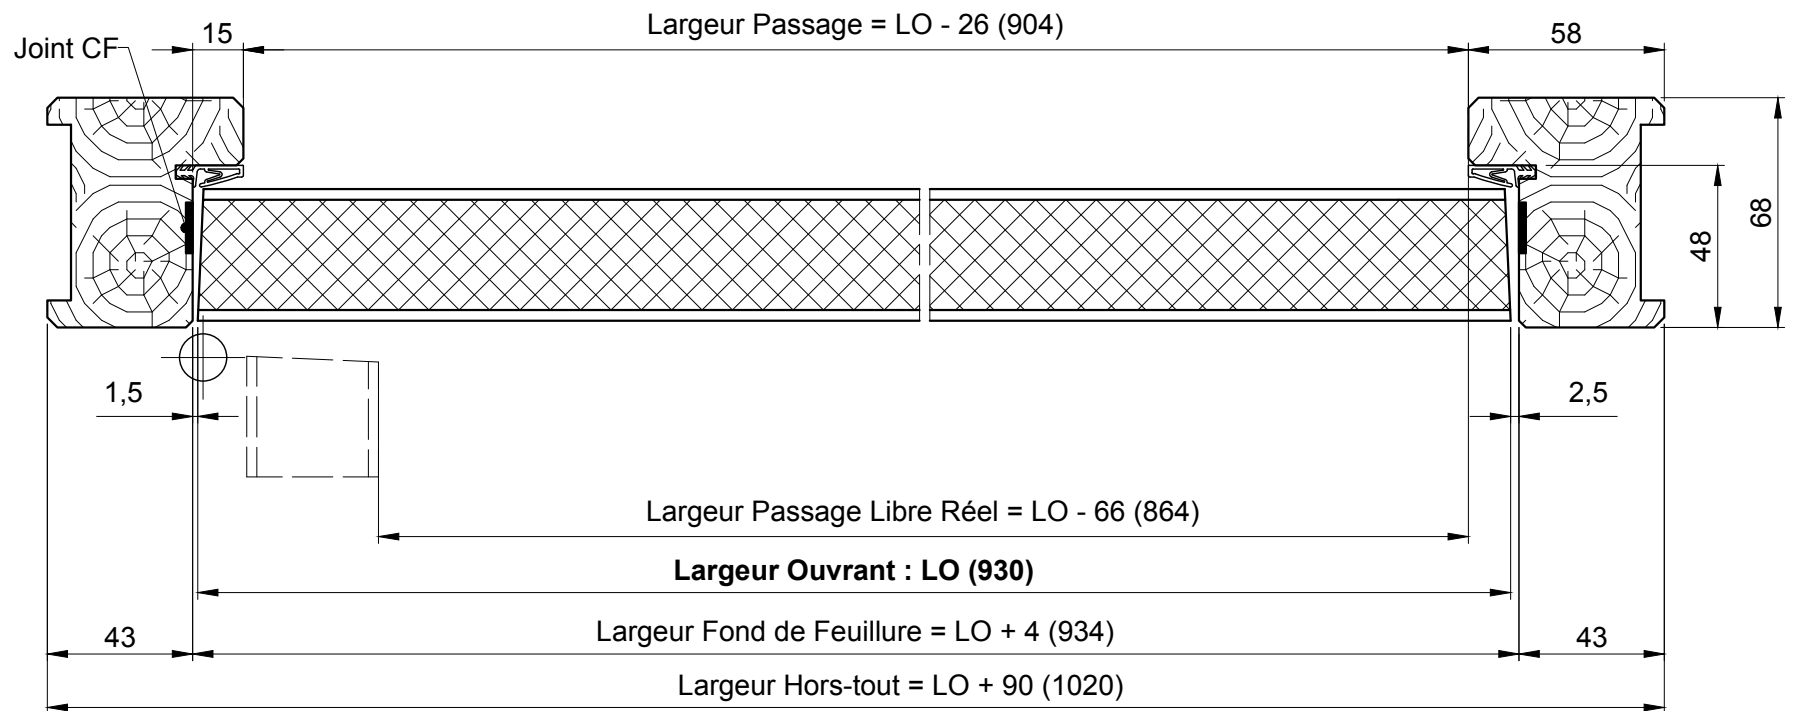 Largeur Passage = LO - 26 (904)
15
58
Joint CF
68
48
1,5
2,5
Largeur Passage Libre Réel = LO - 66 (864)
Largeur Ouvrant : LO (930)
Largeur Fond de Feuillure = LO + 4 (934)
43
43
Largeur Hors-tout = LO + 90 (1020)